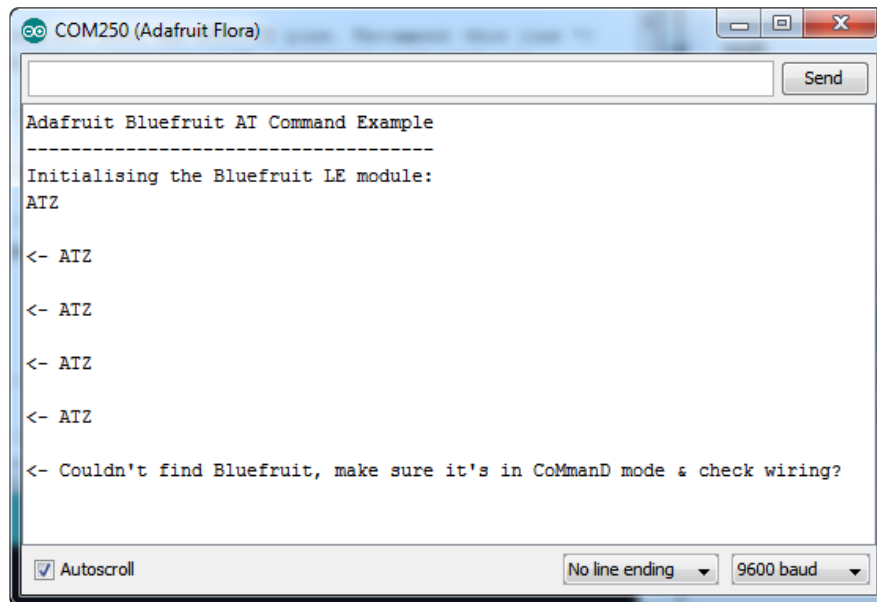 COM250 (Adafruit Flora)
Send
Adafruit Bluefruit AT Command Example
-------------------------------------
Initialising the Bluefruit LE module:
ATZ
<- ATZ
<- ATZ
<- ATZ
<- ATZ
<- Couldn't find Bluefruit, make sure it's in CoMmanD mode & check wiring?
Autoscroll
No line ending
9600 baud